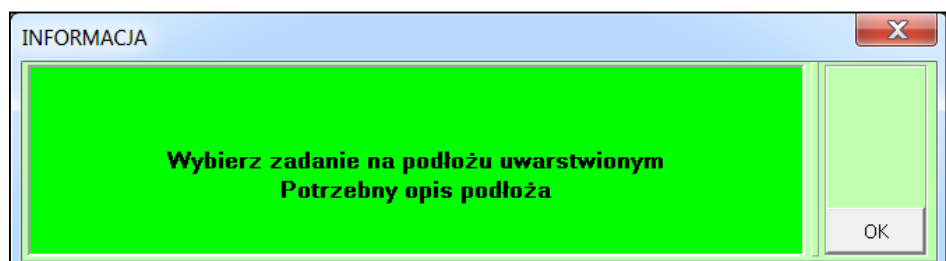 INFORMACJA
Wybierz zadanie na podłożu uwarstwionym
Potrzebny opis podłoża
OK